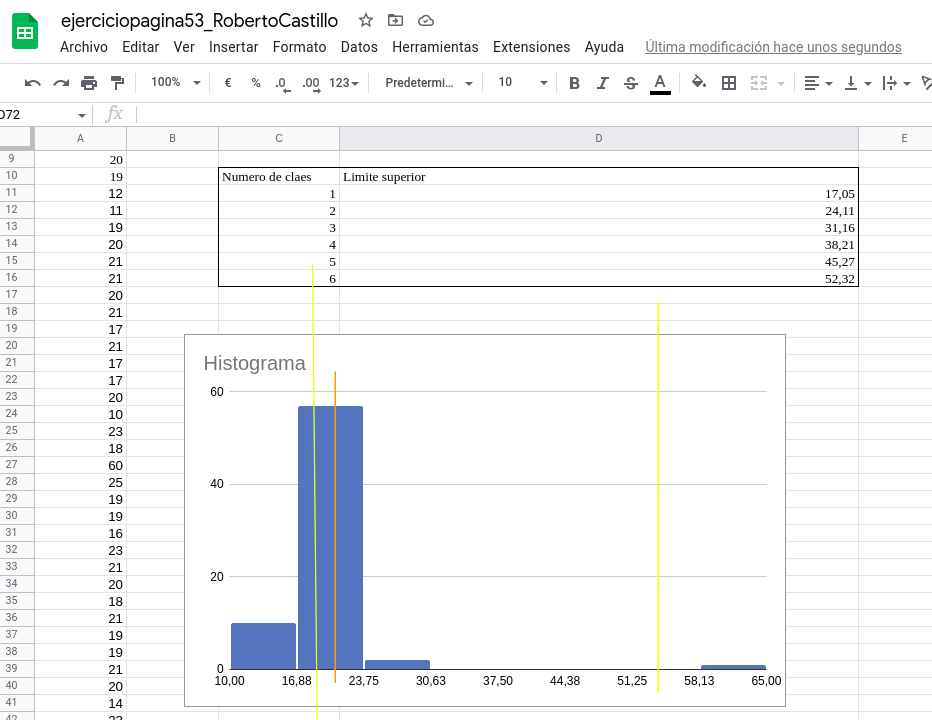 ejerciciopagina53_RobertoCastillo
Archivo Editar Ver Insertar Formato Datos Herramientas Extensiones Ayuda Última modificación hace unos segundos
100% € % .0 .00 123 Predetermi... 10 B I S A
D72 fx
A B C D E
9 20
10 19 Numero de claes Limite superior
11 12 1 17,05
12 11 2 24,11
13 19 3 31,16
14 20 4 38,21
15 21 5 45,27
16 21 6 52,32
17 20
18 21
19 17
20 21
21 17
22 17
23 20
24 10
25 23
26 18
27 60
28 25
29 19
30 19
31 16
32 23
33 21
34 20
35 18
36 21
37 19
38 19
39 21
40 20
41 14
42 23
Histograma
60
40
20
0
10,00 16,88 23,75 30,63 37,50 44,38 51,25 58,13 65,00